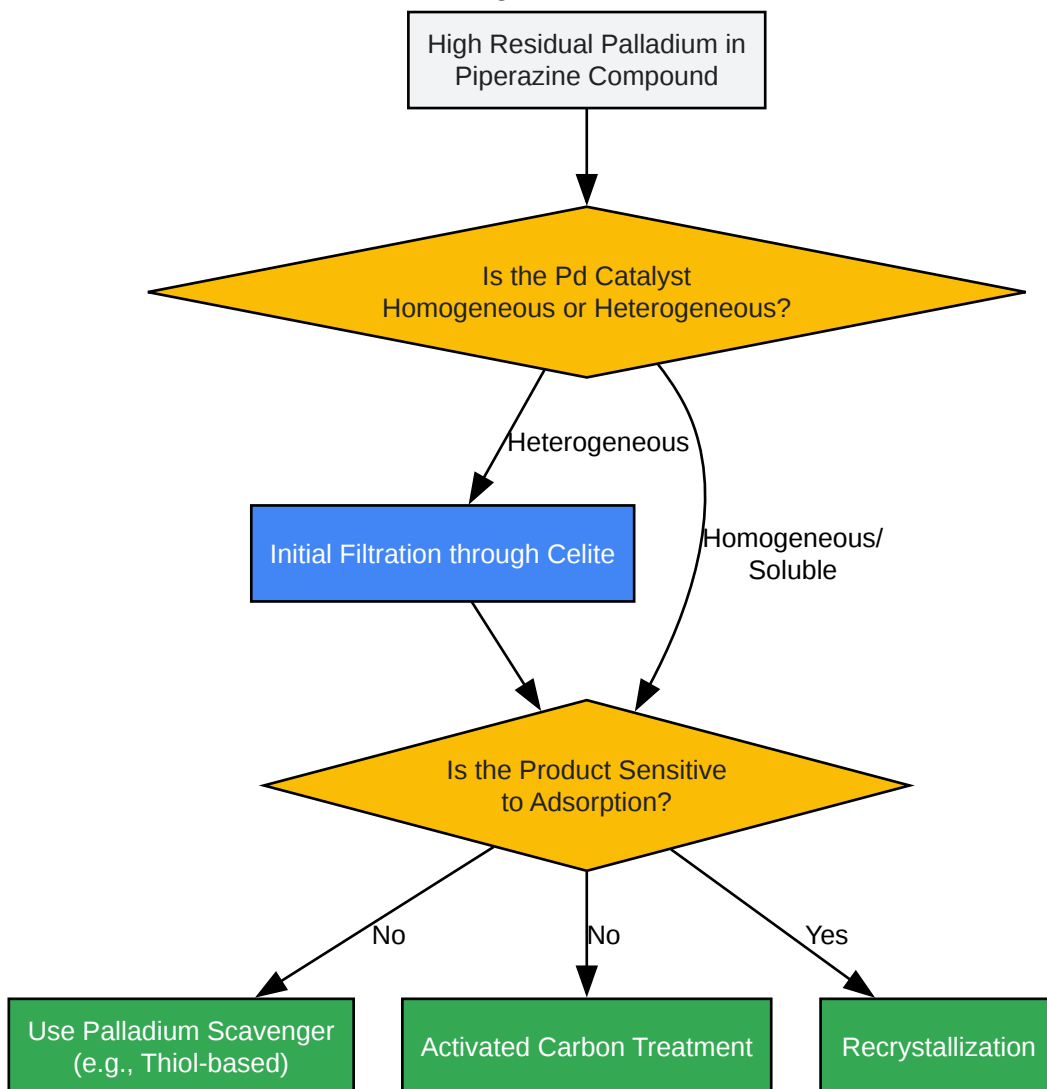 High Residual Palladium in
Piperazine Compound
Is the Pd Catalyst
Homogeneous or Heterogeneous?
Heterogeneous
Initial Filtration through Celite
Homogeneous/
Soluble
Is the Product Sensitive
to Adsorption?
No
No
Yes
Use Palladium Scavenger
(e.g., Thiol-based)
Activated Carbon Treatment
Recrystallization